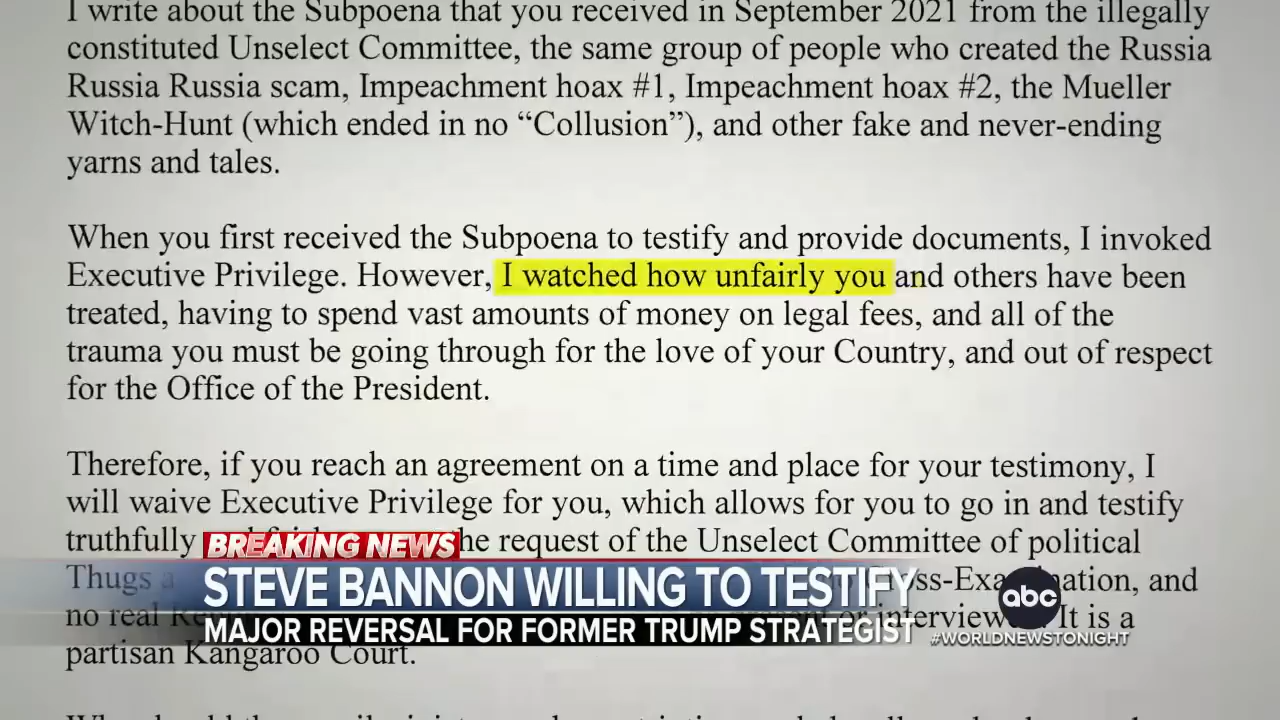 I write about the Subpoena that you received in September 2021 from the illegally
constituted Unselect Committee, the same group of people who created the Russia
Russia Russia scam, Impeachment hoax #1, Impeachment hoax #2, the Mueller
Witch-Hunt (which ended in no “Collusion”), and other fake and never-ending
yarns and tales.
When you first received the Subpoena to testify and provide documents, I invoked
Executive Privilege. However, I watched how unfairly you and others have been
treated, having to spend vast amounts of money on legal fees, and all of the
trauma you must be going through for the love of your Country, and out of respect
for the Office of the President.
Therefore, if you reach an agreement on a time and place for your testimony, I
will waive Executive Privilege for you, which allows for you to go in and testify
truthfully the request of the Unselect Committee of political
Thugs and
no real It is a
partisan Kangaroo Court.
BREAKING NEWS
STEVE BANNON WILLING TO TESTIFY
MAJOR REVERSAL FOR FORMER TRUMP STRATEGIST
abc
#WORLDNEWSTONIGHT